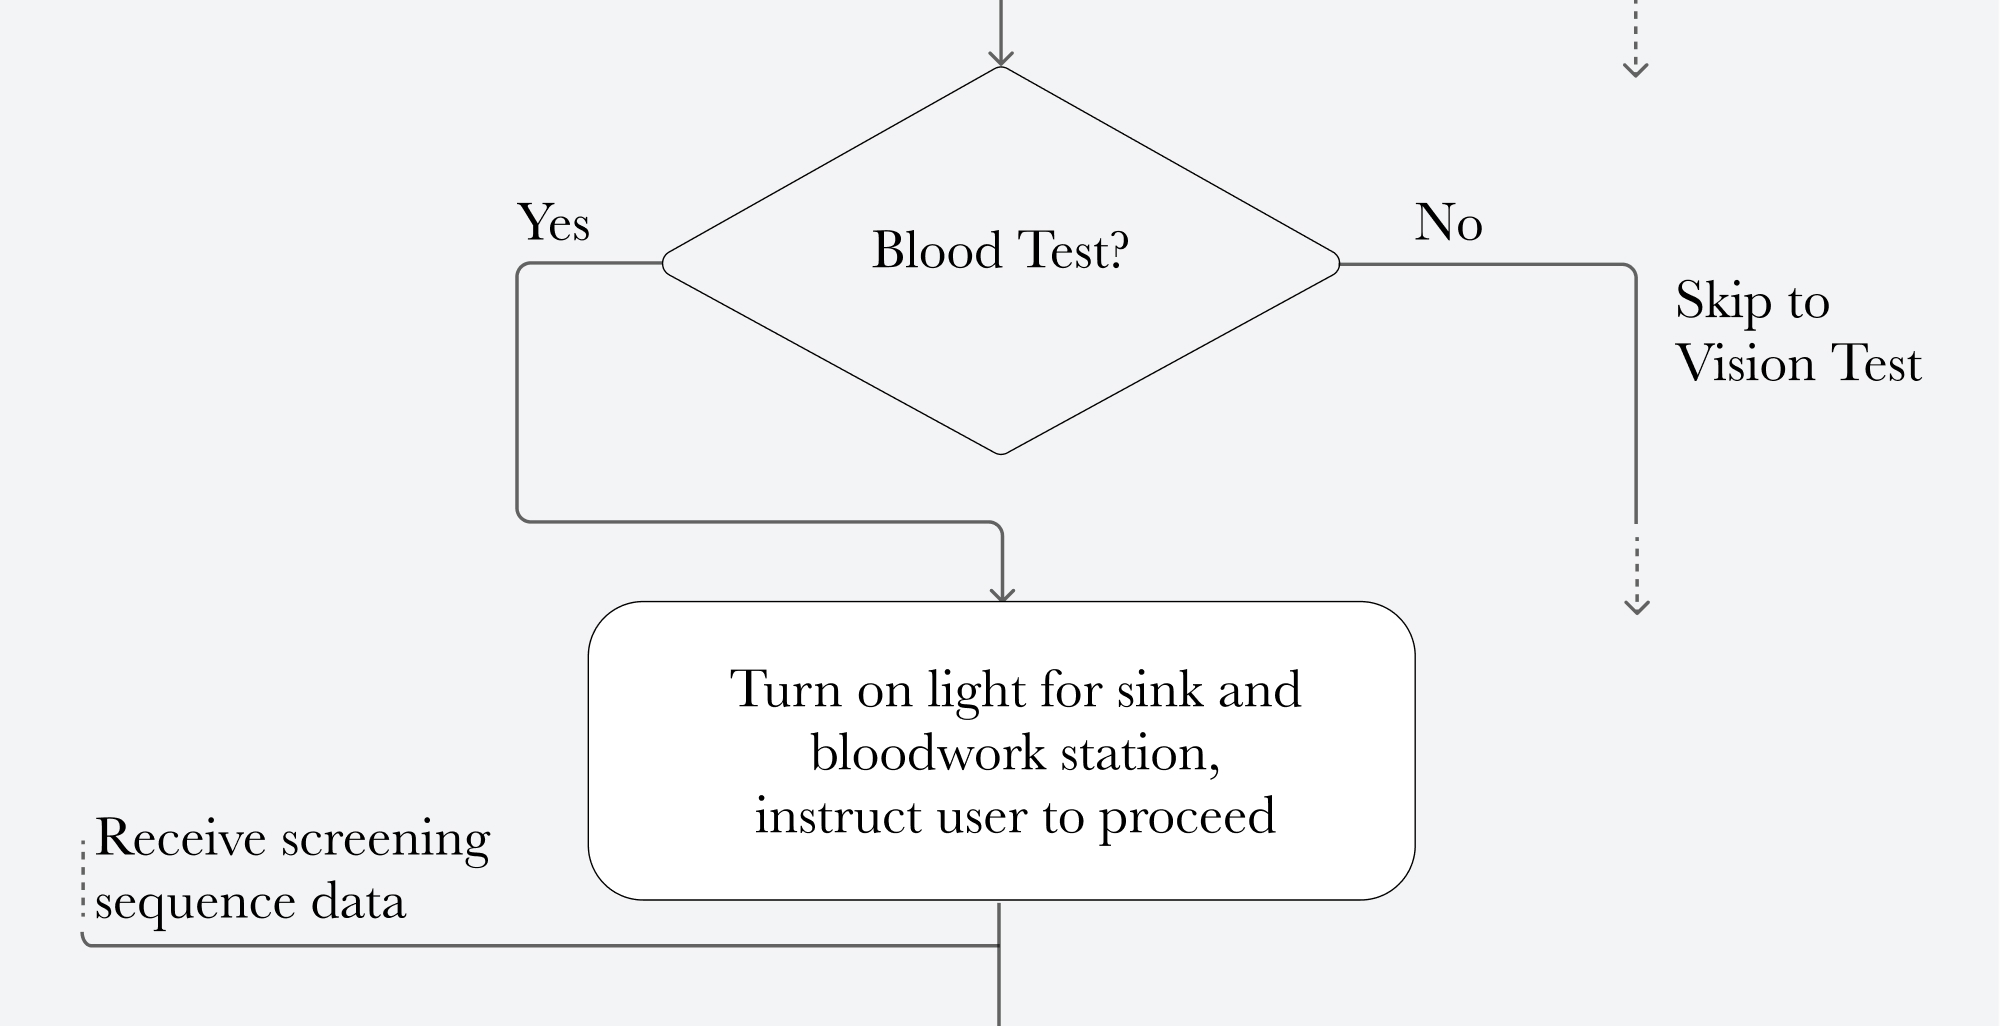 Yes
Blood Test?
No
Skip to
Vision Test
Turn on light for sink and
bloodwork station,
instruct user to proceed
Receive screening
sequence data